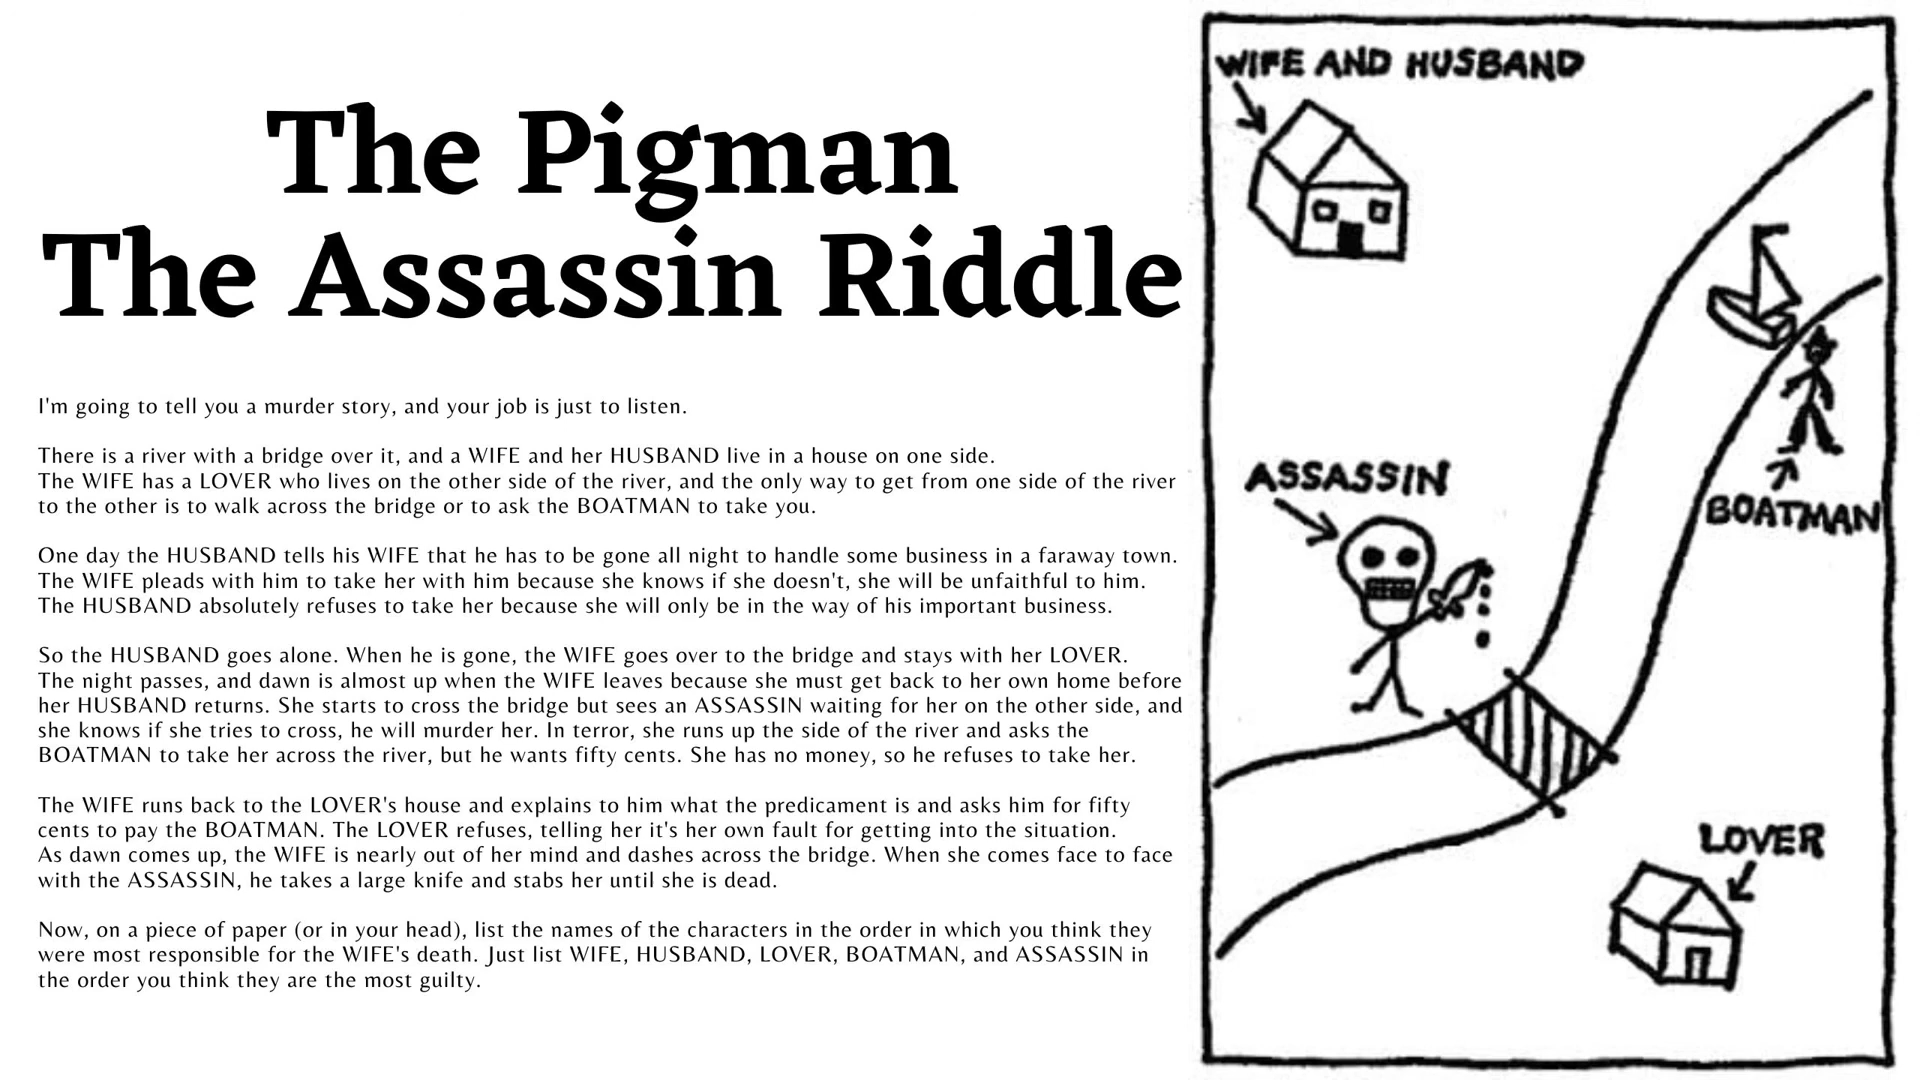 The Pigman
The Assassin Riddle
I'm going to tell you a murder story, and your job is just to listen.
There is a river with a bridge over it, and a WIFE and her HUSBAND live in a house on one side.
The WIFE has a LOVER who lives on the other side of the river, and the only way to get from one side of the river
to the other is to walk across the bridge or to ask the BOATMAN to take you.
One day the HUSBAND tells his WIFE that he has to be gone all night to handle some business in a faraway town.
The WIFE pleads with him to take her with him because she knows if she doesn't, she will be unfaithful to him.
The HUSBAND absolutely refuses to take her because she will only be in the way of his important business.
So the HUSBAND goes alone. When he is gone, the WIFE goes over to the bridge and stays with her LOVER.
The night passes, and dawn is almost up when the WIFE leaves because she must get back to her own home before
her HUSBAND returns. She starts to cross the bridge but sees an ASSASSIN waiting for her on the other side, and
she knows if she tries to cross, he will murder her. In terror, she runs up the side of the river and asks the
BOATMAN to take her across the river, but he wants fifty cents. She has no money, so he refuses to take her.
The WIFE runs back to the LOVER's house and explains to him what the predicament is and asks him for fifty
cents to pay the BOATMAN. The LOVER refuses, telling her it's her own fault for getting into the situation.
As dawn comes up, the WIFE is nearly out of her mind and dashes across the bridge. When she comes face to face
with the ASSASSIN, he takes a large knife and stabs her until she is dead.
Now, on a piece of paper (or in your head), list the names of the characters in the order in which you think they
were most responsible for the WIFE's death. Just list WIFE, HUSBAND, LOVER, BOATMAN, and ASSASSIN in
the order you think they are the most guilty.
WIFE AND HUSBAND
ASSASSIN
BOATMAN
LOVER